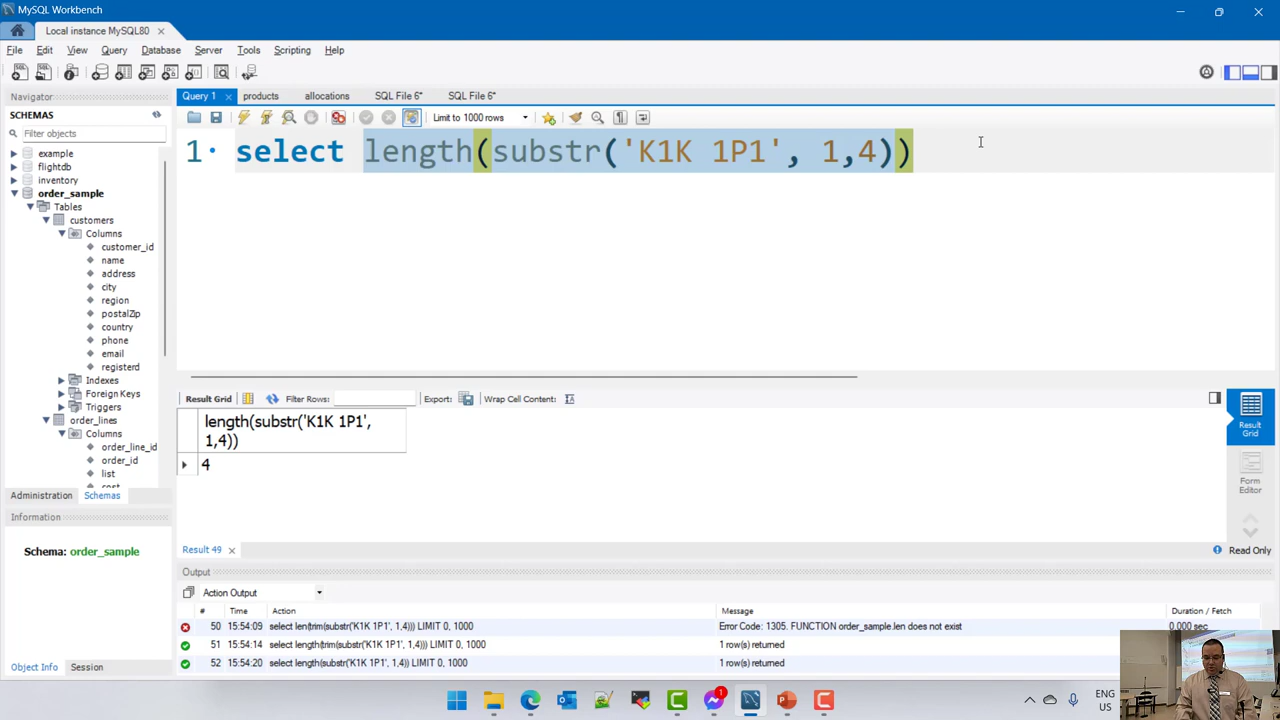 MySQL Workbench
Local instance MySQL80
File Edit View Query Database Server Tools Scripting Help
Navigator
SCHEMAS
Filter objects
example
flightdb
inventory
order_sample
Tables
customers
Columns
customer_id
name
address
city
region
postalZip
country
phone
email
registerd
Indexes
Foreign Keys
Triggers
order_lines
Columns
order_line_id
order_id
list
cost
Administration Schemas
Information
Schema: order_sample
Object Info Session
Query 1 products allocations SQL File 6* SQL File 6*
Limit to 1000 rows
1 select length(substr('K1K 1P1', 1,4))
Result Grid Filter Rows: Export: Wrap Cell Content:
length(substr('K1K 1P1',
1,4))
4
Result Grid
Form Editor
Result 49
Read Only
Output
Action Output
# Time Action Message Duration / Fetch
50 15:54:09 select len(trim(substr('K1K 1P1', 1,4))) LIMIT 0, 1000 Error Code: 1305. FUNCTION order_sample.len does not exist 0.000 sec
51 15:54:14 select length(trim(substr('K1K 1P1', 1,4))) LIMIT 0, 1000 1 row(s) returned
52 15:54:20 select length(substr('K1K 1P1', 1,4)) LIMIT 0, 1000 1 row(s) returned
1
ENG
US